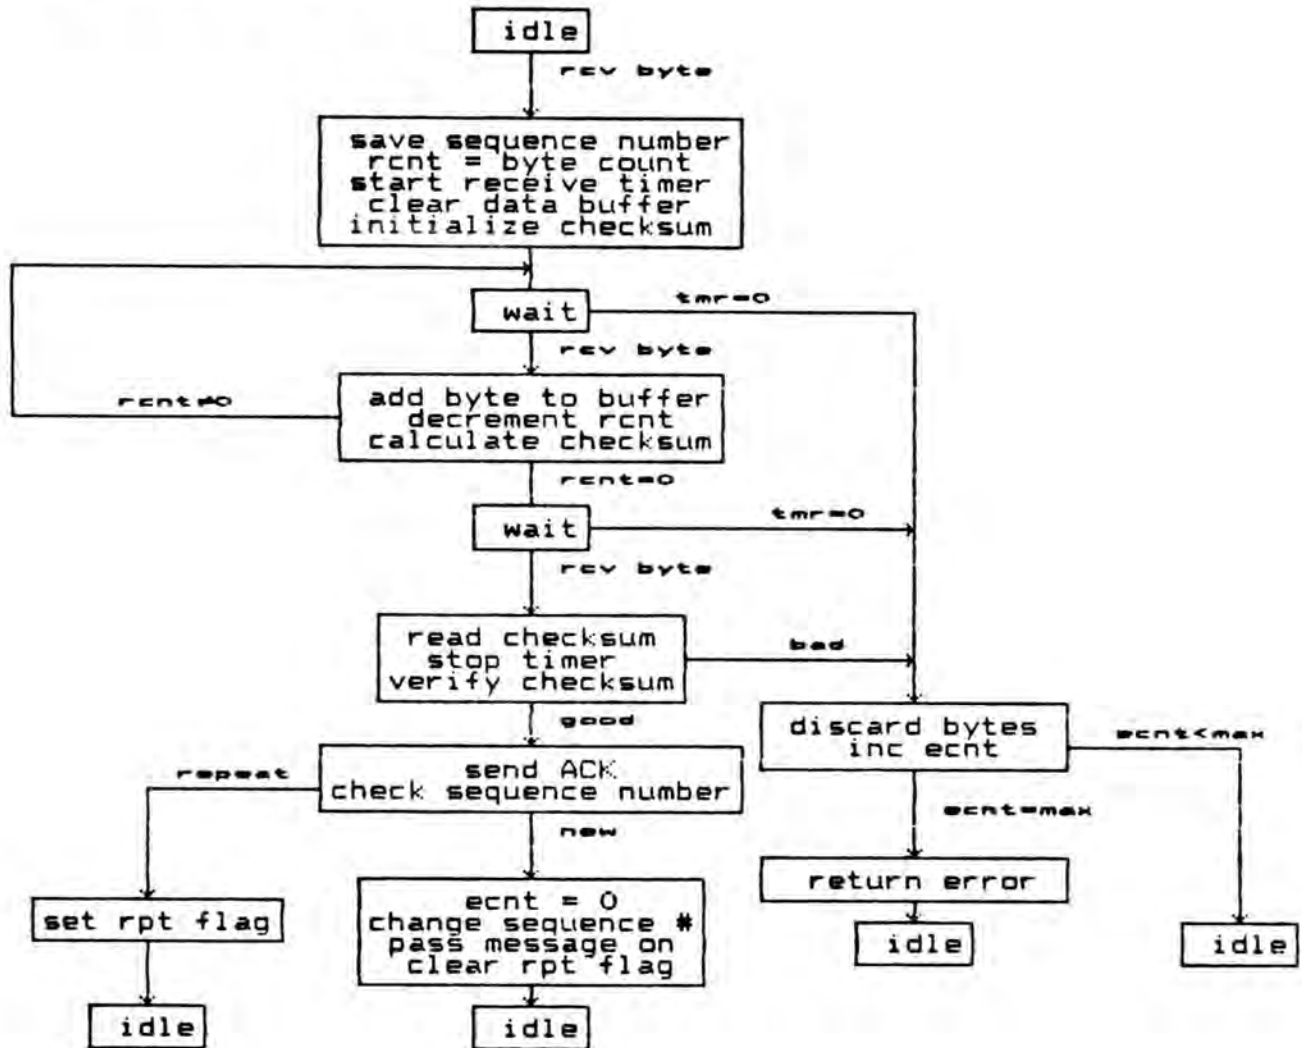 idle
rcv byte
save sequence number
rcnt = byte count
start receive timer
clear data buffer
initialize checksum
wait
tmr=0
rcv byte
rcnt≠0
add byte to buffer
decrement rcnt
calculate checksum
rcnt=0
wait
tmr=0
rcv byte
read checksum
stop timer
verify checksum
bad
good
discard bytes
inc ecnt
ecnt<max
repeat
send ACK
check sequence number
ecnt=max
new
return error
set rpt flag
ecnt = 0
change sequence #
pass message on
clear rpt flag
idle
idle
idle
idle